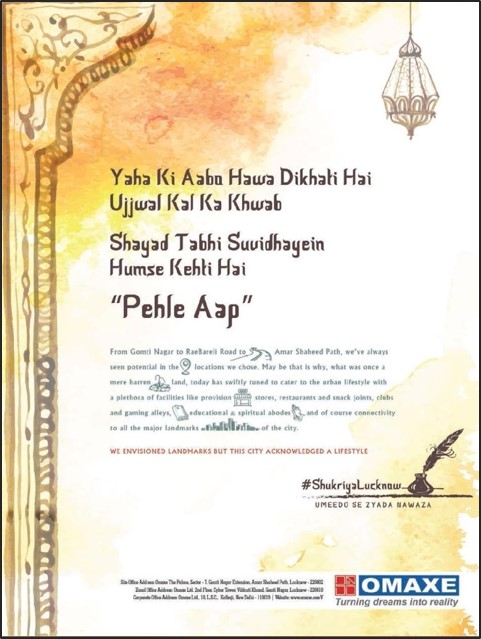 Yaha Ki Aabo Hawa Dikhati Hai
Ujjwal Kal Ka Khwab
Shayad Tabhi Suvidhayein
Humse Kehti Hai
“Pehle Aap”
From Gomti Nagar to RaeBareli Road to Amar Shaheed Path, we've always
seen potential in the locations we chose. May be that is why, what was once a
mere barren land, today has swiftly tuned to cater to the urban lifestyle with
a plethora of facilities like provision stores, restaurants and snack joints, clubs
and gaming alleys, educational & spiritual abodes and of course connectivity
to all the major landmarks of the city.
WE ENVISIONED LANDMARKS BUT THIS CITY ACKNOWLEDGED A LIFESTYLE
#ShukriyaLucknow
UMEEDO SE ZYADA NAWAZA
Site Office Address: Omaxe The Palace, Sector - 7, Gomti Nagar Extension, Amar Shaheed Path, Lucknow -
Zonal Office Address: Omaxe Ltd. 2nd Floor, Cyber Tower, Vibhuti Khand, Gomti Nagar, Lucknow -
Corporate Office Address: Omaxe Ltd., 10, L.S.C., Kalkaji, New Delhi - | Website: www.omaxe.com
OMAXE
Turning dreams into reality